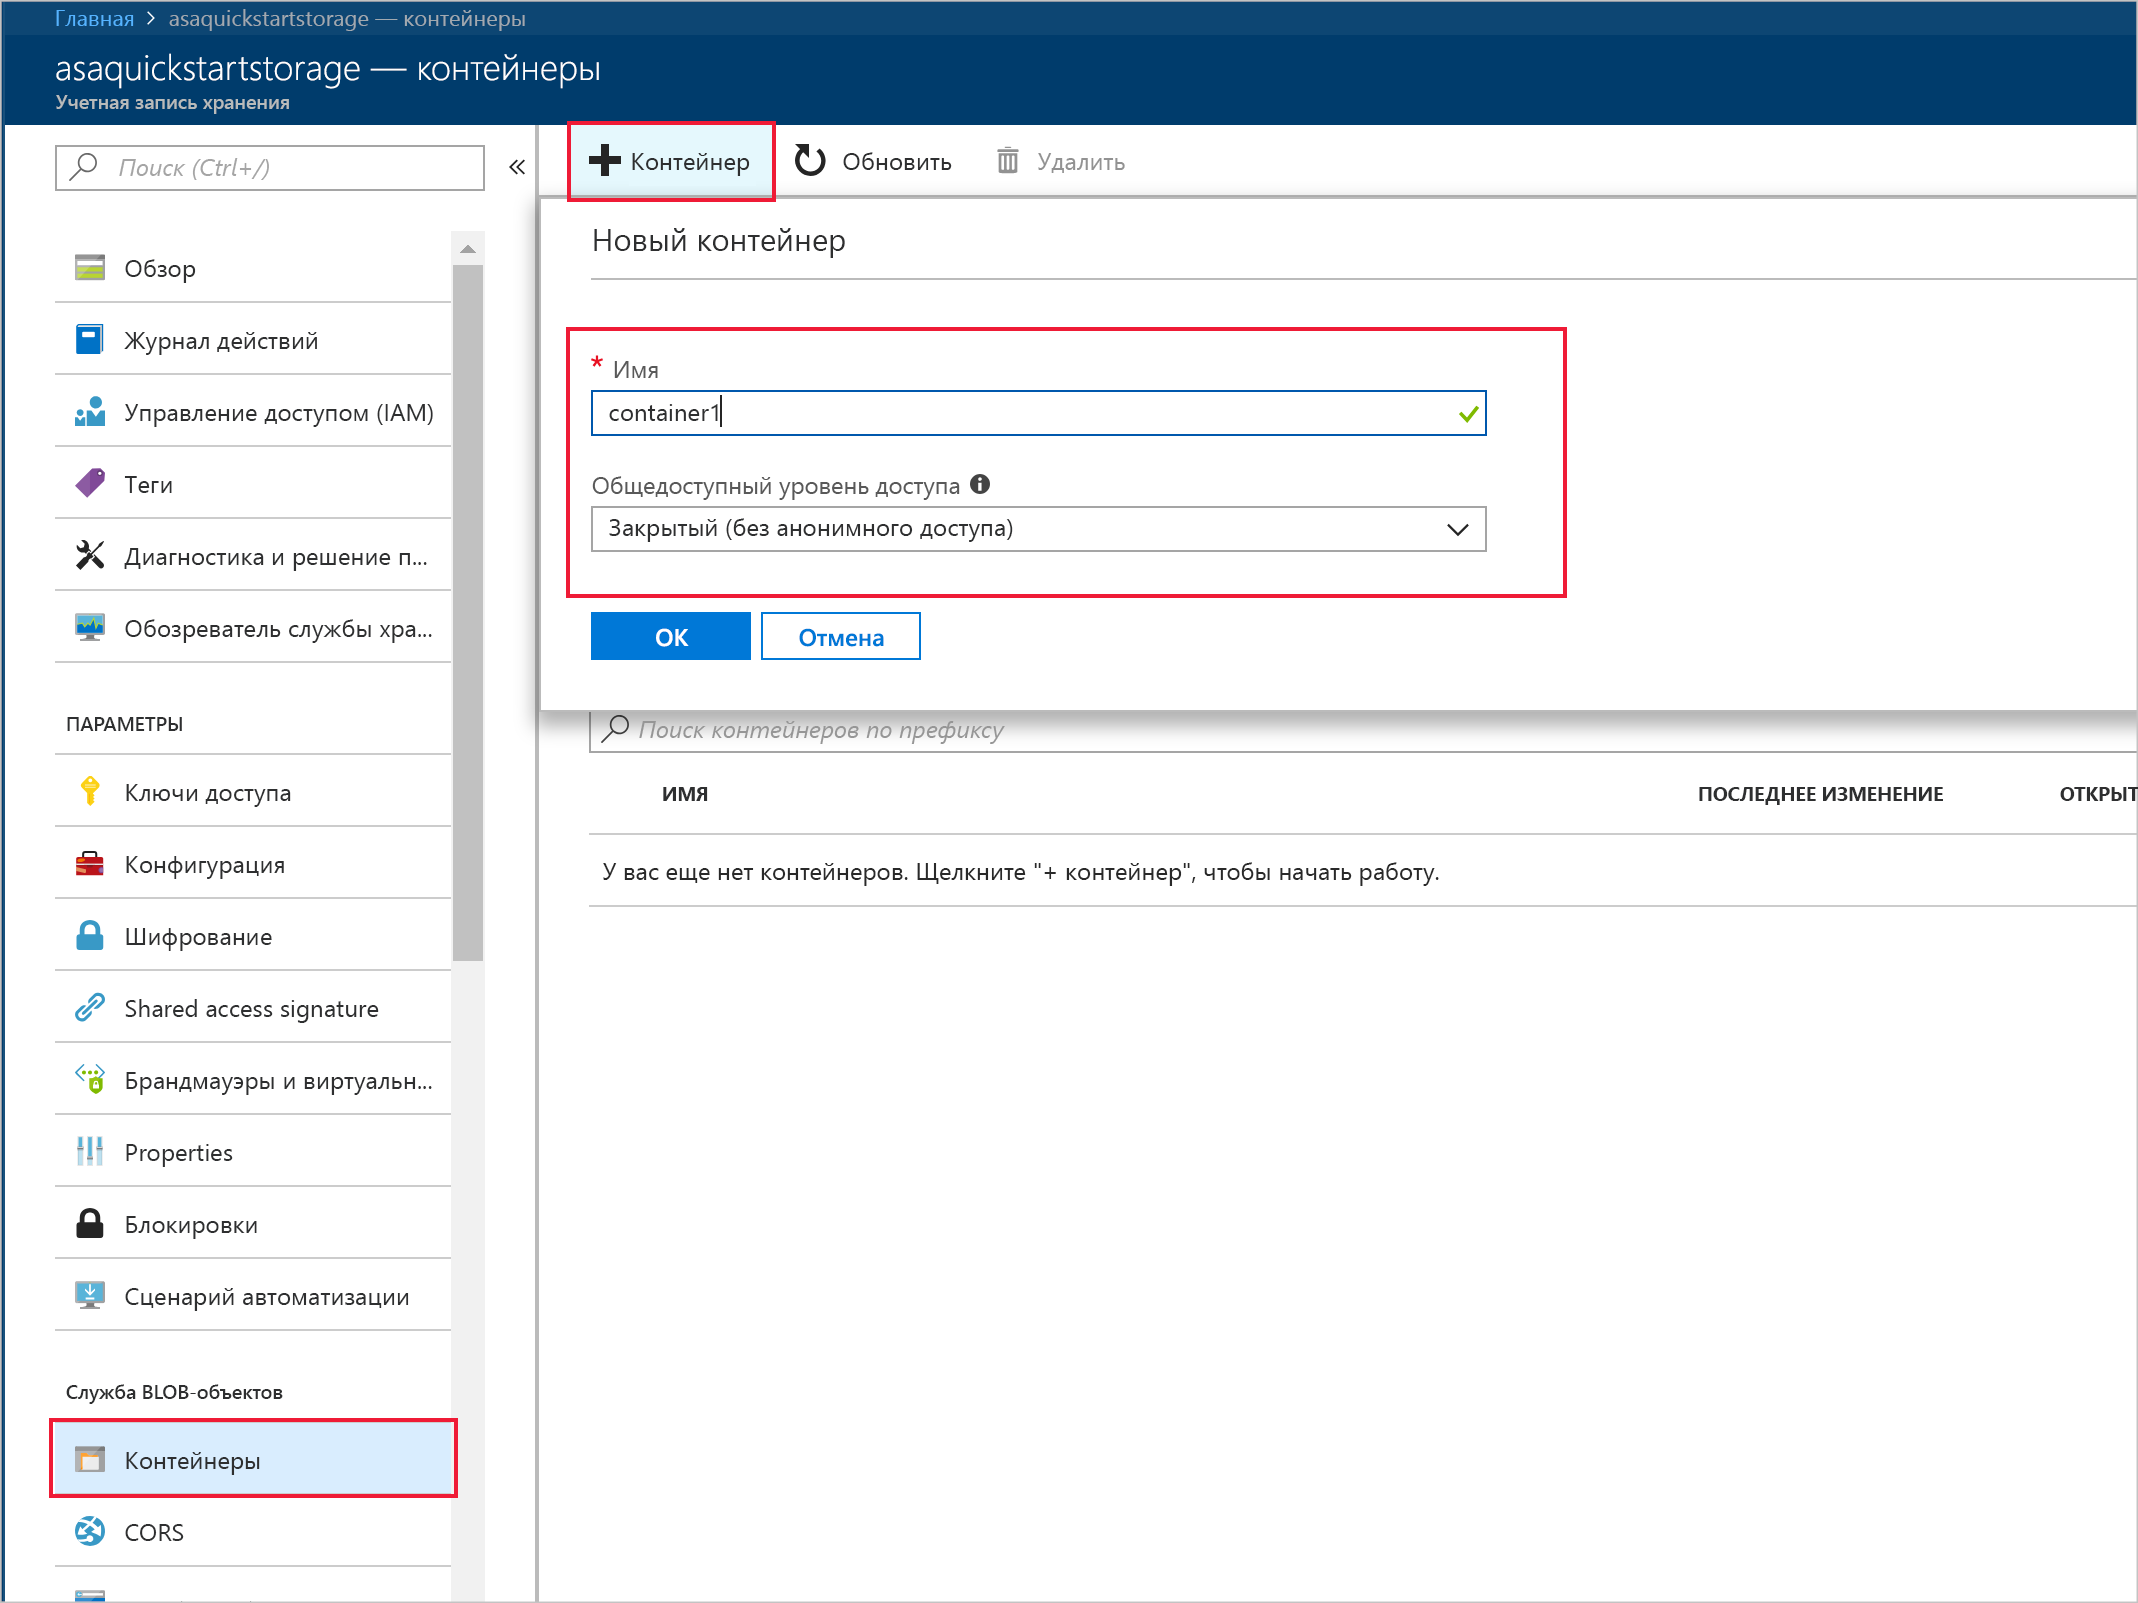 Главная > asaquickstartstorage — контейнеры
asaquickstartstorage — контейнеры
Учетная запись хранения
Поиск (Ctrl+/)
«
Обзор
Журнал действий
Управление доступом (IAM)
Теги
Диагностика и решение п...
Обозреватель службы хра...
ПАРАМЕТРЫ
Ключи доступа
Конфигурация
Шифрование
Shared access signature
Брандмауэры и виртуальн...
Properties
Блокировки
Сценарий автоматизации
Служба BLOB-объектов
Контейнеры
CORS
Контейнер Обновить Удалить
Новый контейнер
* Имя
container1
Общедоступный уровень доступа
Закрытый (без анонимного доступа)
ОК Отмена
Поиск контейнеров по префиксу
ИМЯ ПОСЛЕДНЕЕ ИЗМЕНЕНИЕ ОТКРЫТ
У вас еще нет контейнеров. Щелкните "+ контейнер", чтобы начать работу.